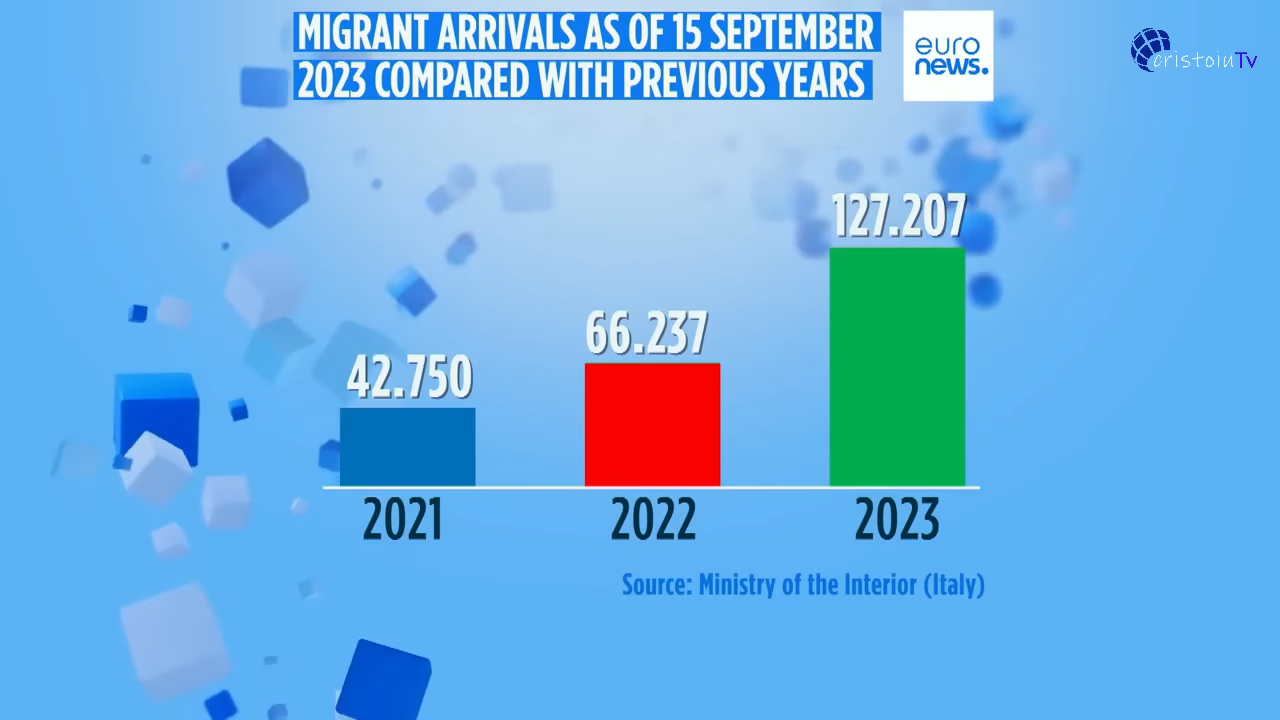 MIGRANT ARRIVALS AS OF 15 SEPTEMBER
2023 COMPARED WITH PREVIOUS YEARS
euro
news.
cristoiuTv
127.207
66.237
42.750
2021 2022 2023
Source: Ministry of the Interior (Italy)